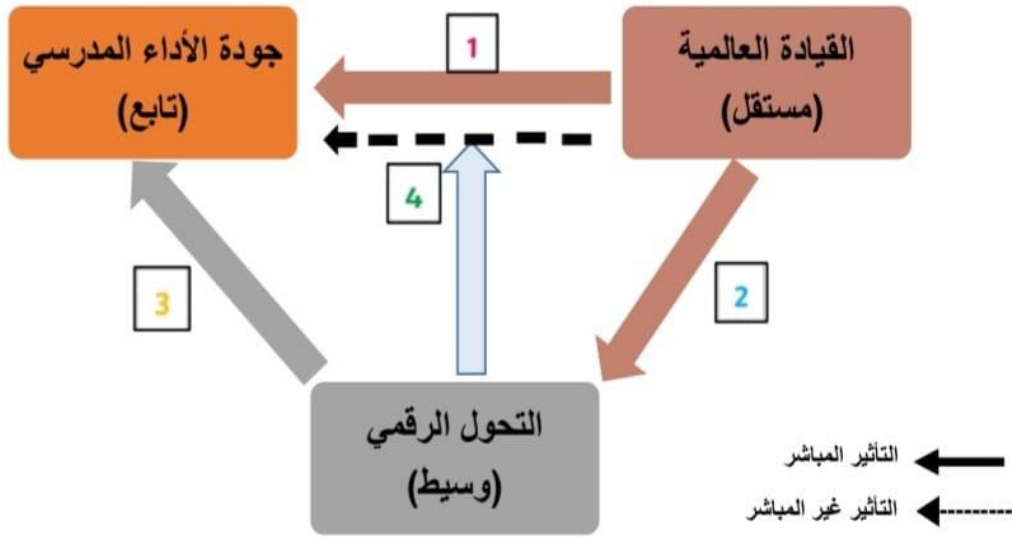 القيادة العالمية
(مستقل)
1
جودة الأداء المدرسي
(تابع)
4
2
3
التحول الرقمي
(وسيط)
التأثير المباشر
التأثير غير المباشر